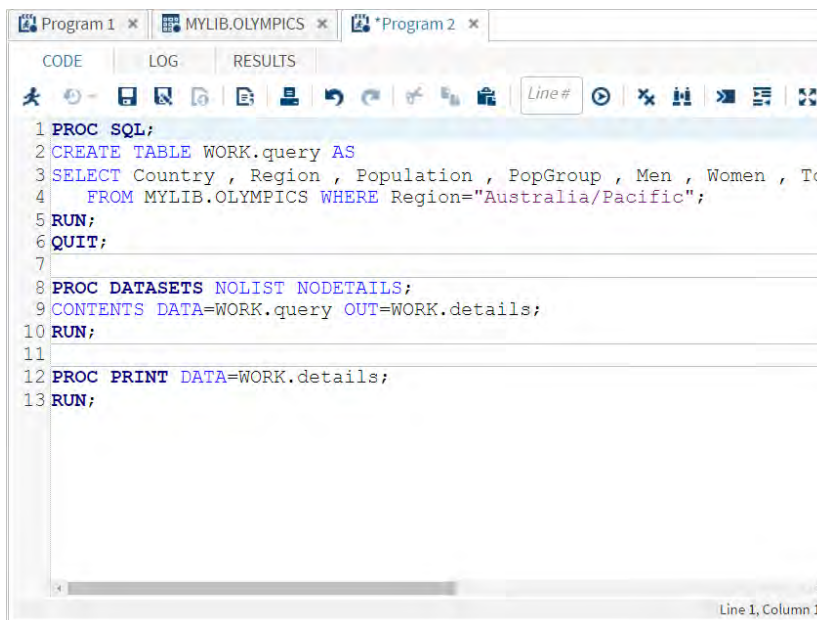 Program 1 × MYLIB.OLYMPICS × *Program 2 ×
CODE LOG RESULTS
Line #
1 PROC SQL;
2 CREATE TABLE WORK.query AS
3 SELECT Country , Region , Population , PopGroup , Men , Women ,
4 FROM MYLIB.OLYMPICS WHERE Region="Australia/Pacific";
5 RUN;
6 QUIT;
7
8 PROC DATASETS NOLIST NODETAILS;
9 CONTENTS DATA=WORK.query OUT=WORK.details;
10 RUN;
11
12 PROC PRINT DATA=WORK.details;
13 RUN;
Line 1, Column 1